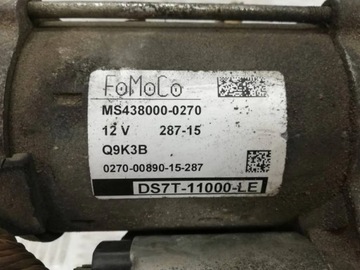 FoMoCo
MS438000-0270
12 V 287-15
Q9K3B
0270-00890-15-287
DS7T-11000-LE